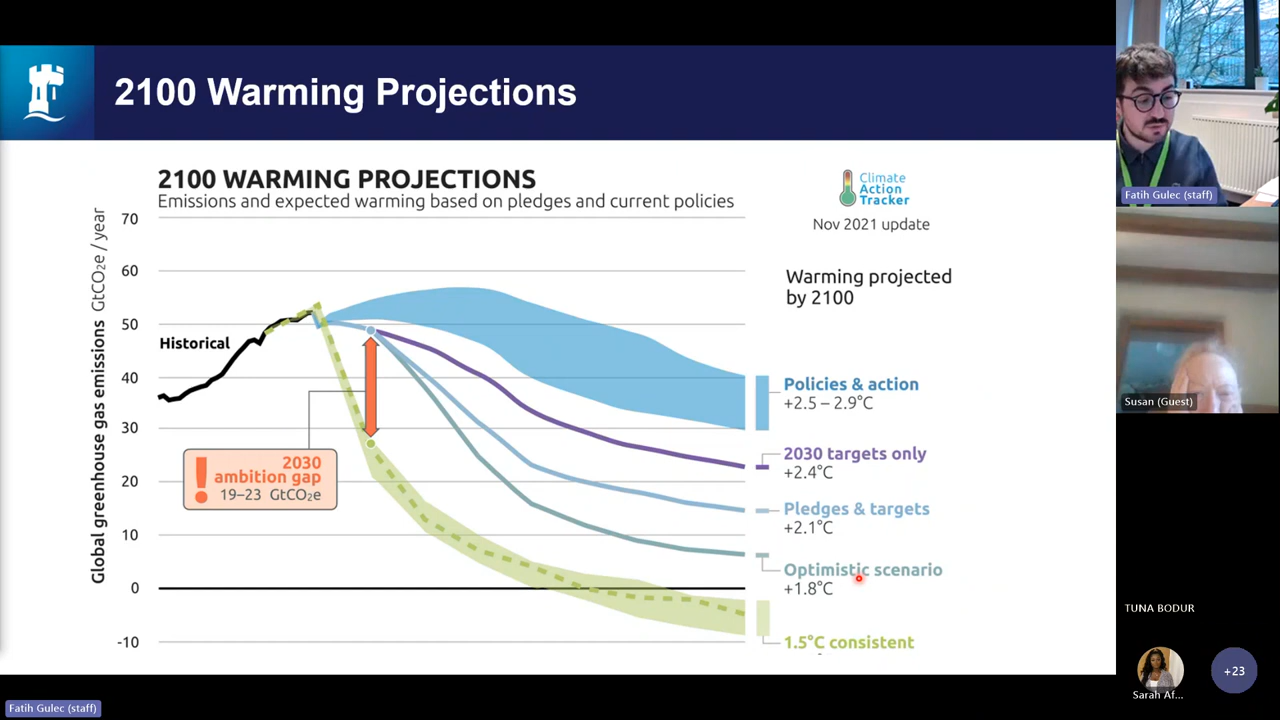 2100 Warming Projections
2100 WARMING PROJECTIONS
Emissions and expected warming based on pledges and current policies
Climate
Action
Tracker
Nov 2021 update
Global greenhouse gas emissions GtCO₂e / year
70
60
50
40
30
20
10
0
-10
Historical
2030
ambition gap
19–23 GtCO₂e
!
Warming projected
by 2100
Policies & action
+2.5 – 2.9°C
2030 targets only
+2.4°C
Pledges & targets
+2.1°C
Optimistic scenario
+1.8°C
1.5°C consistent
Fatih Gulec (staff)
Susan (Guest)
TUNA BODUR
Sarah Af...
+23
Fatih Gulec (staff)